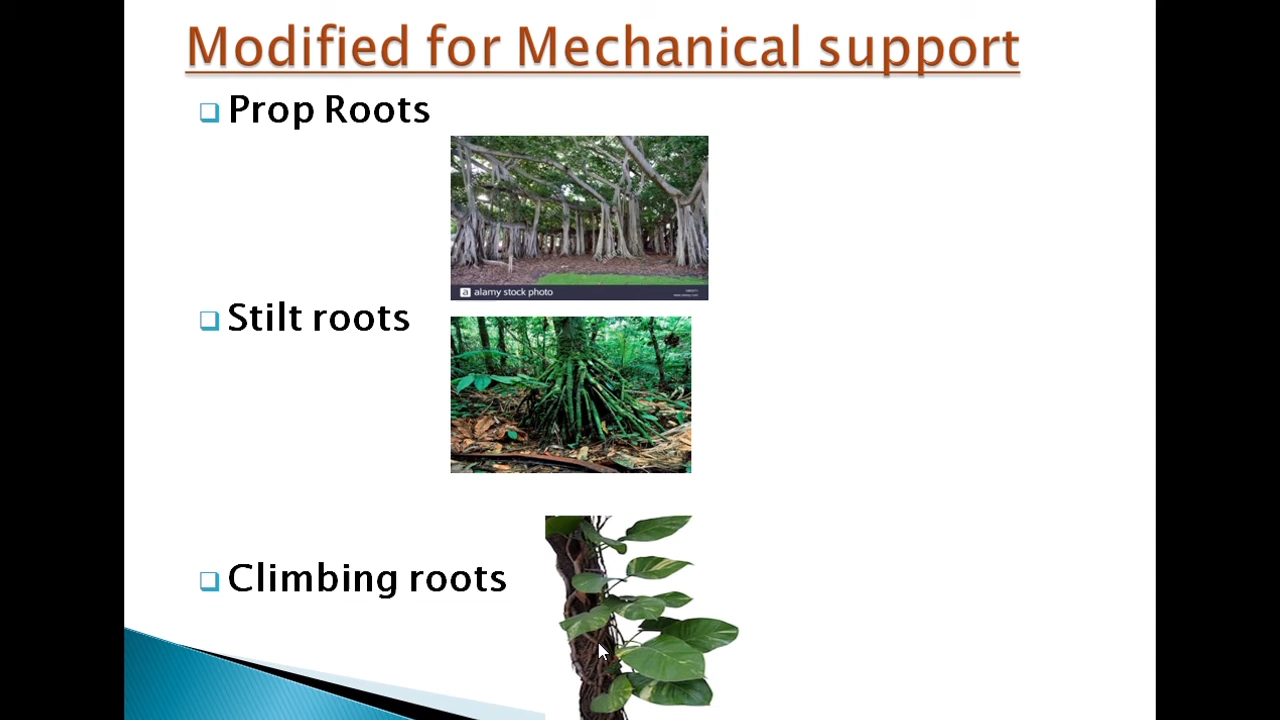 Modified for Mechanical support
Prop Roots
a alamy stock photo
Stilt roots
Climbing roots